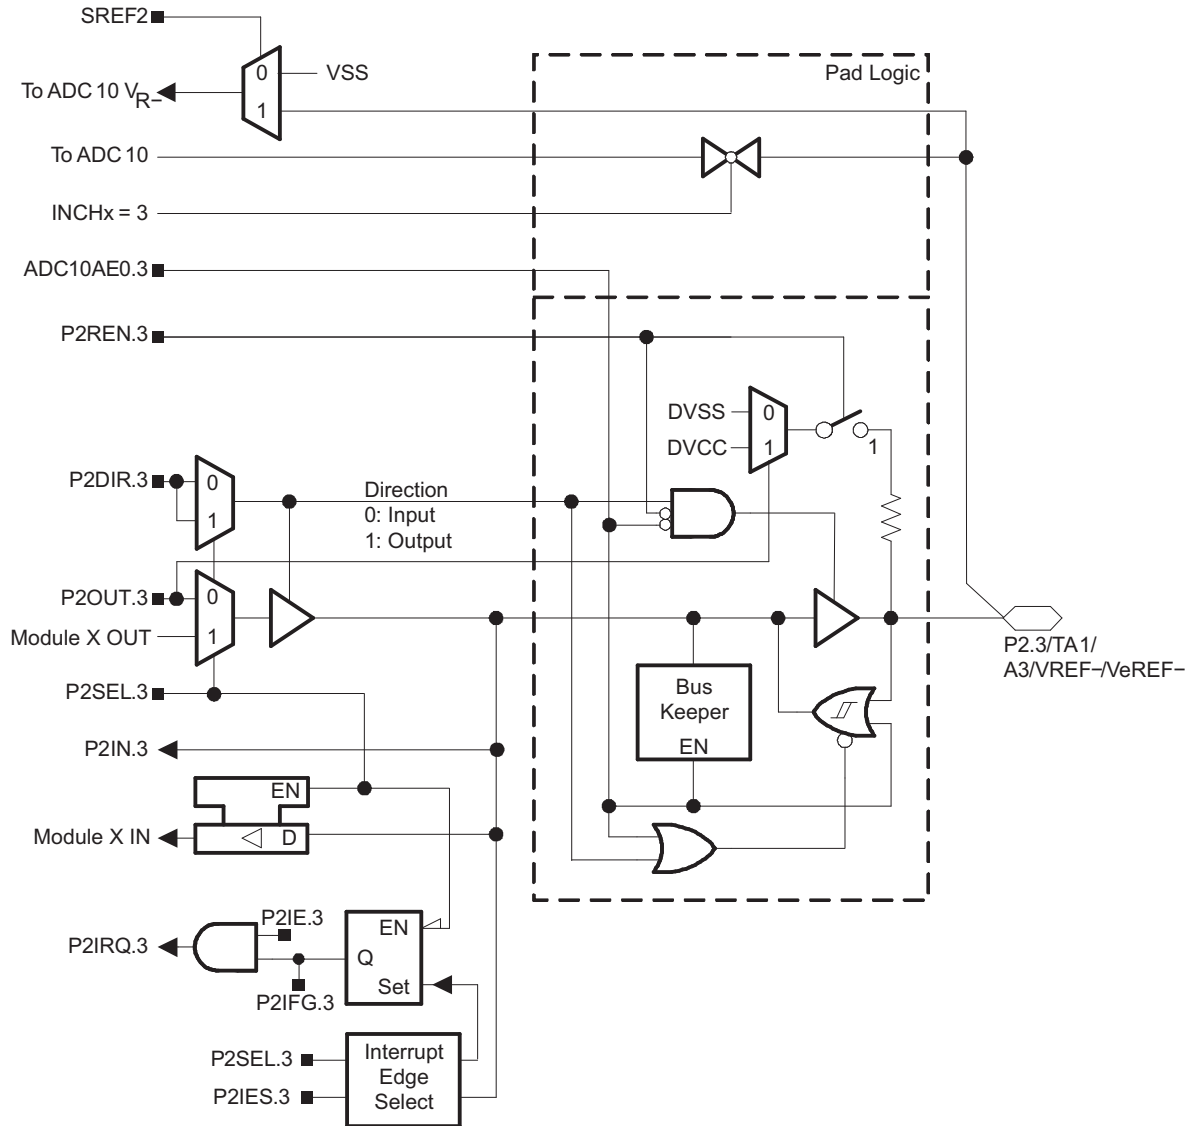 SREF2
0
VSS
To ADC 10 VR−
1
Pad Logic
To ADC 10
INCHx = 3
ADC10AE0.3
P2REN.3
DVSS
0
DVCC
1
1
P2DIR.3
0
1
Direction
0: Input
1: Output
P2OUT.3
0
Module X OUT
1
P2SEL.3
P2.3/TA1/
A3/VREF−/VeREF−
Bus
Keeper
EN
P2IN.3
EN
Module X IN
D
P2IE.3
P2IRQ.3
EN
Q
Set
P2IFG.3
P2SEL.3
P2IES.3
Interrupt
Edge
Select